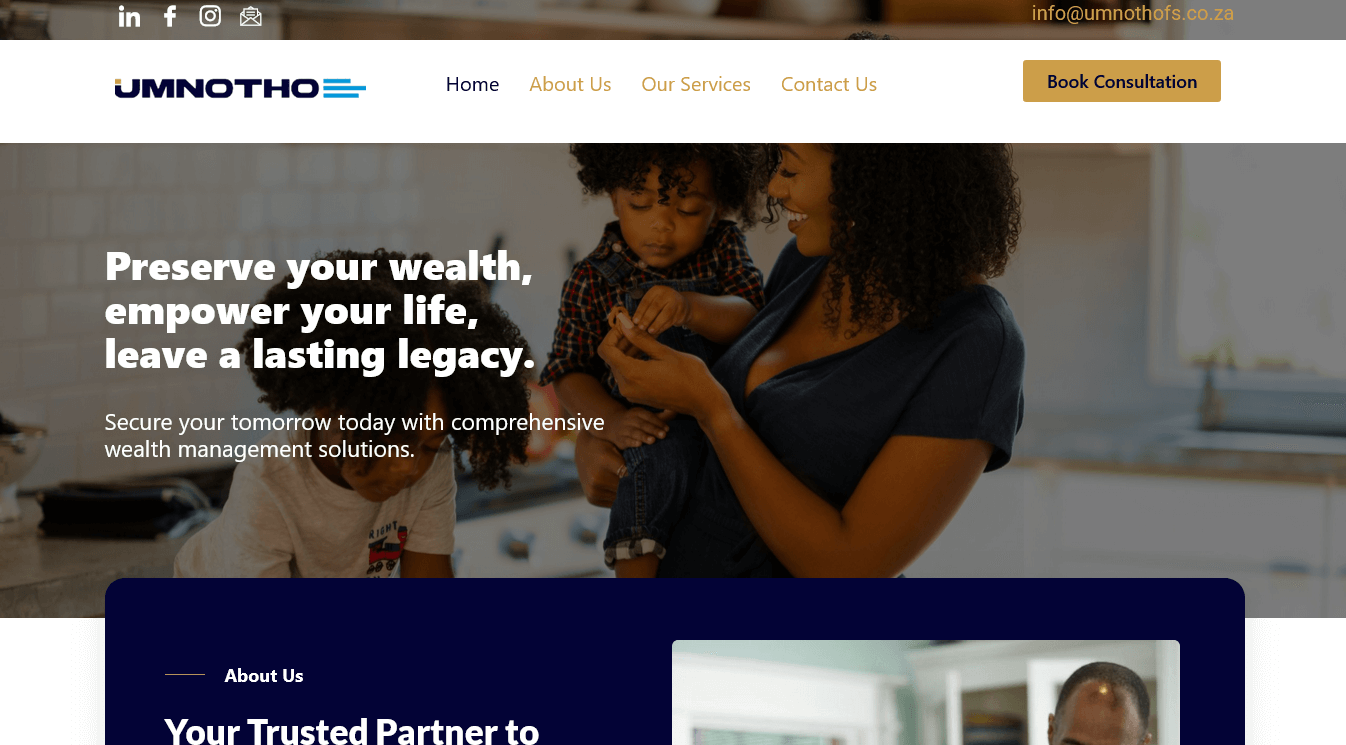 info@umnothofs.co.za
UMNOTHO
Home
About Us
Our Services
Contact Us
Book Consultation
Preserve your wealth,
empower your life,
leave a lasting legacy.
Secure your tomorrow today with comprehensive
wealth management solutions.
RIGHT
About Us
Your Trusted Partner to